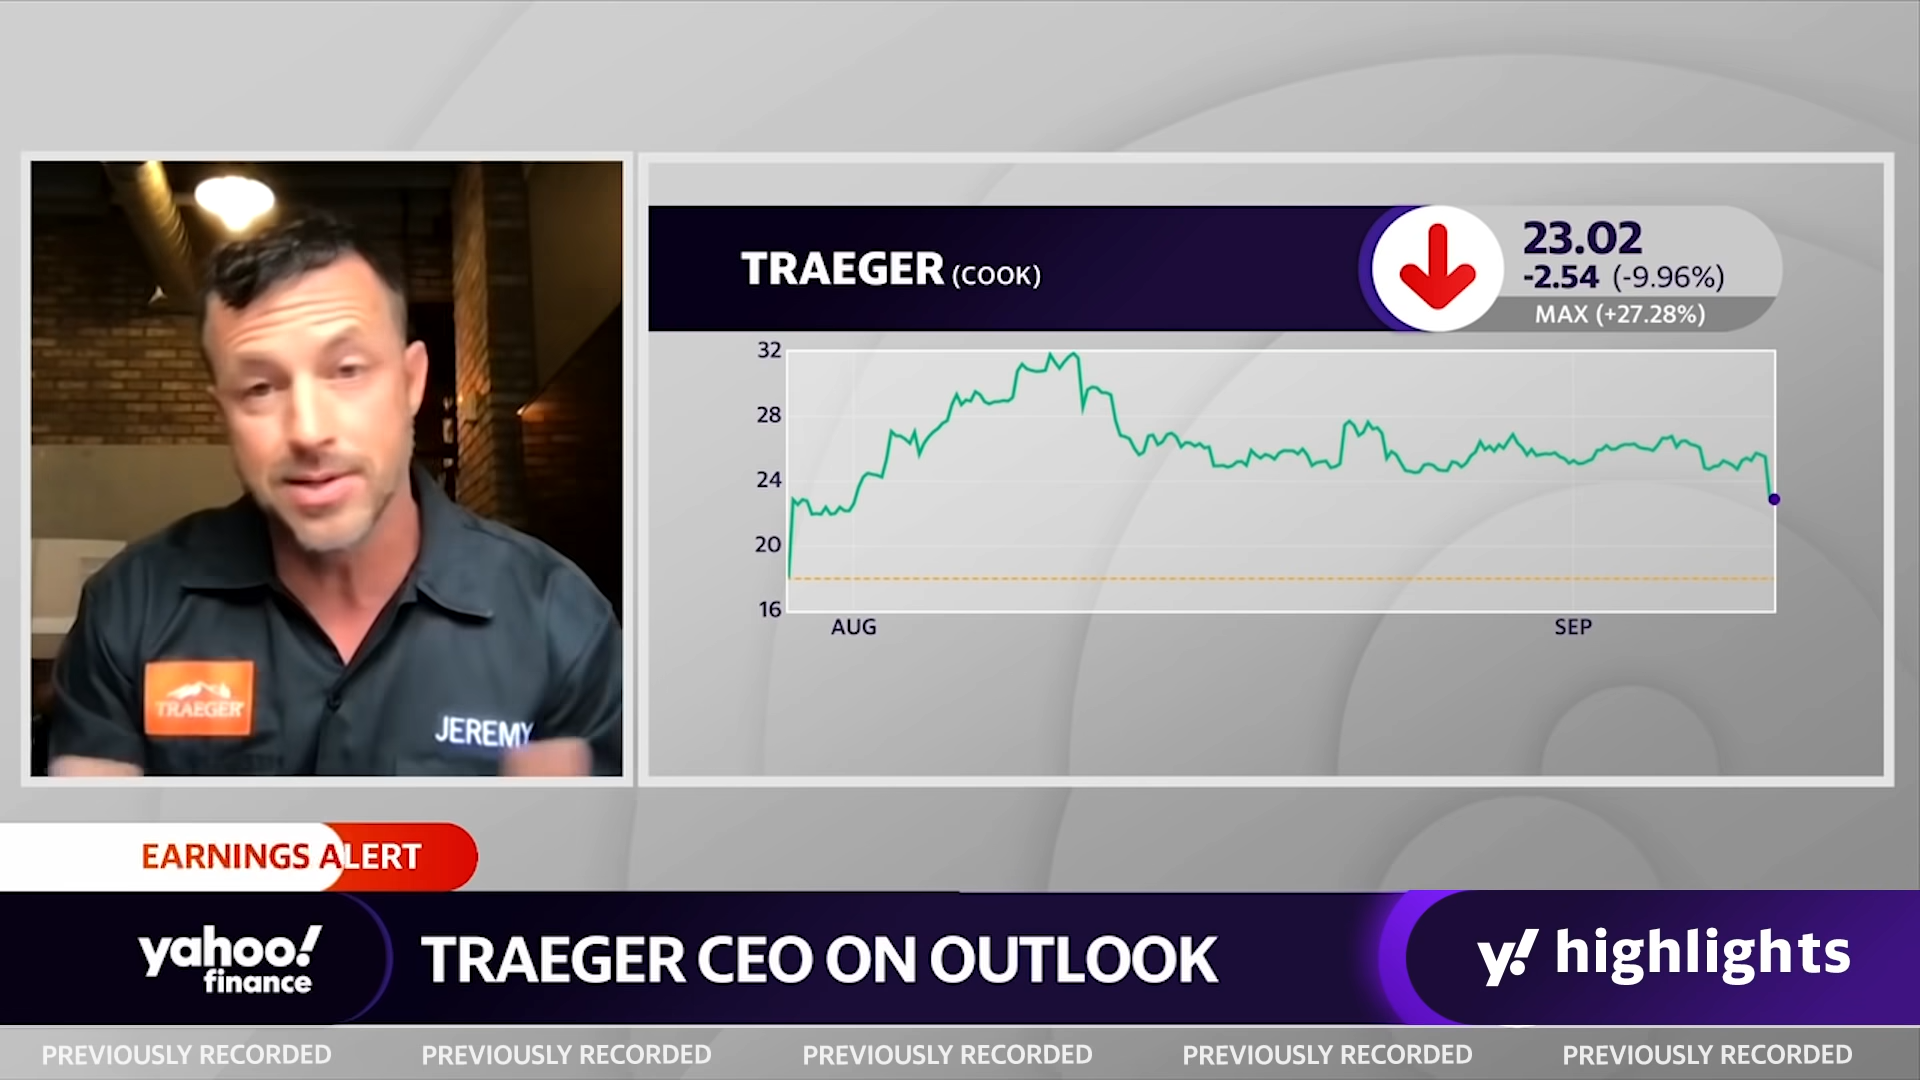 TRAEGER
JEREMY
TRAEGER (COOK)
23.02
-2.54 (-9.96%)
MAX (+27.28%)
32
28
24
20
16
AUG SEP
EARNINGS ALERT
yahoo!
finance
TRAEGER CEO ON OUTLOOK
y! highlights
PREVIOUSLY RECORDED PREVIOUSLY RECORDED PREVIOUSLY RECORDED PREVIOUSLY RECORDED PREVIOUSLY RECORDED